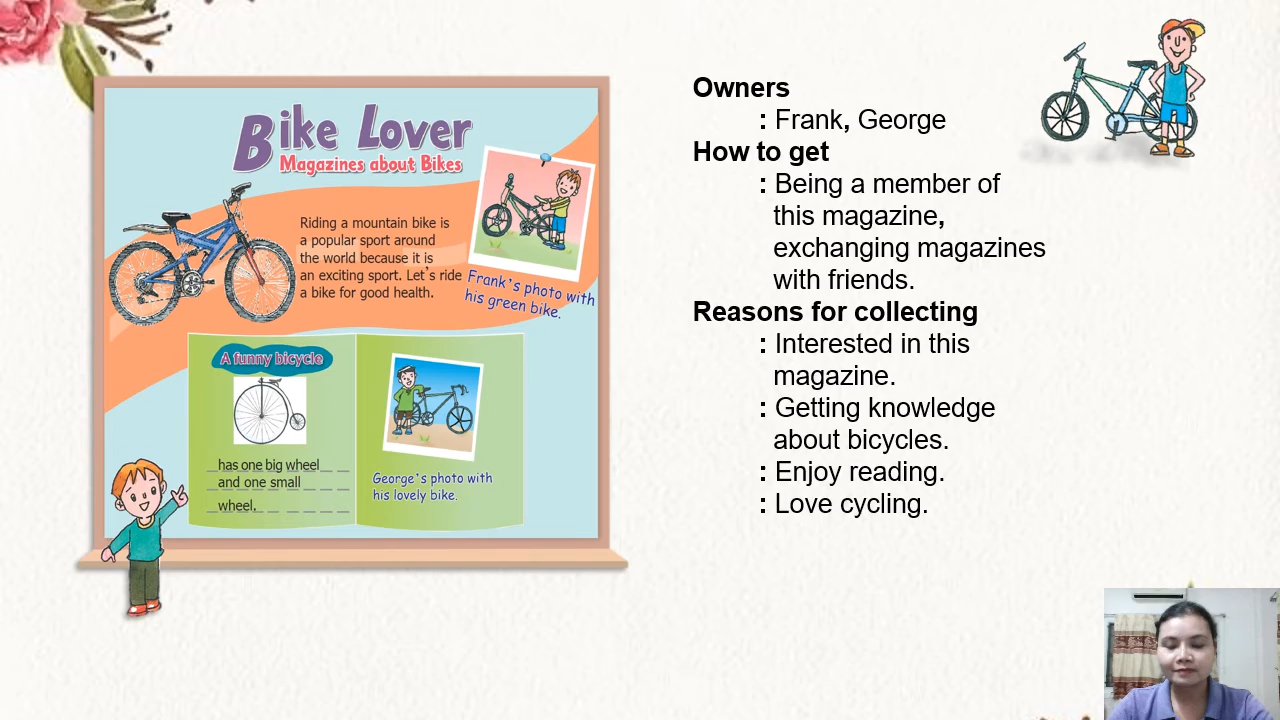 Bike Lover
Magazines about Bikes
Riding a mountain bike is
a popular sport around
the world because it is
an exciting sport. Let's ride
a bike for good health.
Frank's photo with
his green bike.
A funny bicycle
has one big wheel
and one small
wheel.
George's photo with
his lovely bike.
Owners
: Frank, George
How to get
: Being a member of
this magazine,
exchanging magazines
with friends.
Reasons for collecting
: Interested in this
magazine.
: Getting knowledge
about bicycles.
: Enjoy reading.
: Love cycling.